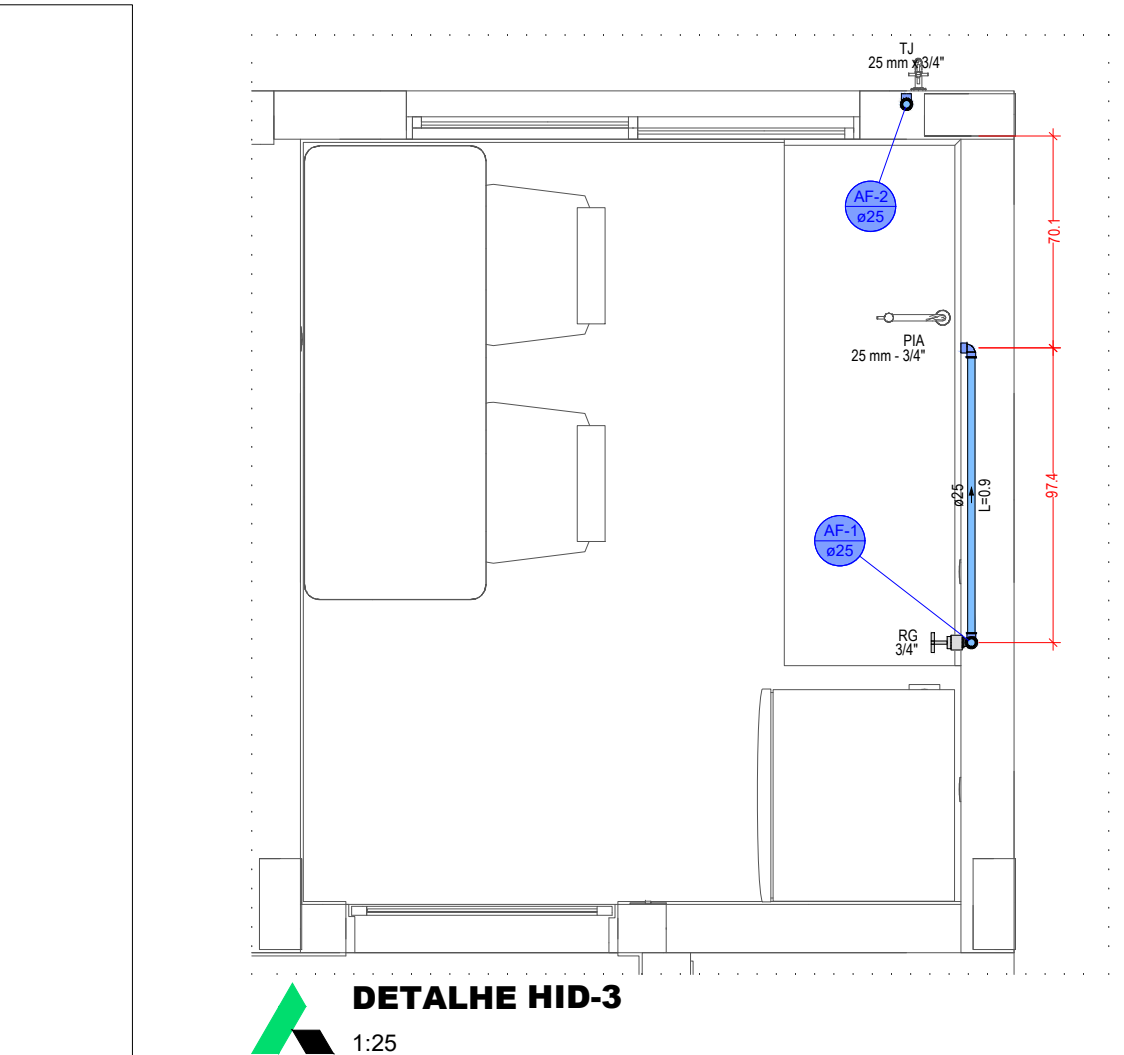 TJ
25 mm x 3/4"
AF-2
ø25
70.1
PIA
25 mm - 3/4"
ø25
L=0.9
97.4
AF-1
ø25
RG
3/4"
DETALHE HID-3
1:25